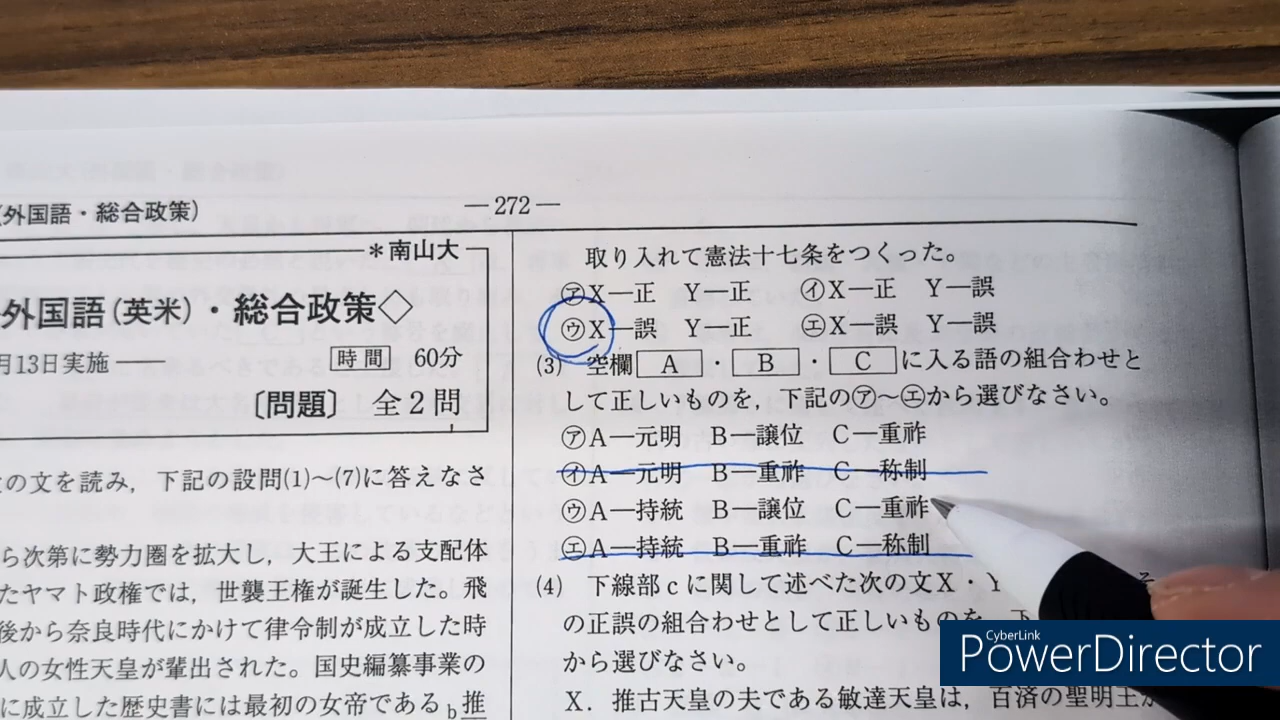 (外国語・総合政策)
—272—
*南山大
外国語(英米)・総合政策◇
月13日実施 ——
時間 60分
〔問題〕 全2問
の文を読み,下記の設問(1)～(7)に答えなさ
ら次第に勢力圏を拡大し,大王による支配体
たヤマト政権では,世襲王権が誕生した。飛
後から奈良時代にかけて律令制が成立した時
人の女性天皇が輩出された。国史編纂事業の
に成立した歴史書には最初の女帝であるb推
取り入れて憲法十七条をつくった。
㋐X—正 Y—正 ㋑X—正 Y—誤
㋒X—誤 Y—正 ㋓X—誤 Y—誤
(3) 空欄 A ・ B ・ C に入る語の組合わせと
して正しいものを,下記の㋐～㋓から選びなさい。
㋐A—元明 B—譲位 C—重祚
㋑A—元明 B—重祚 C—称制
㋒A—持統 B—譲位 C—重祚
㋓A—持統 B—重祚 C—称制
(4) 下線部cに関して述べた次の文X・Y
の正誤の組合わせとして正しいものを,下
から選びなさい。
X.推古天皇の夫である敏達天皇は,百済の聖明王が
CyberLink
PowerDirector